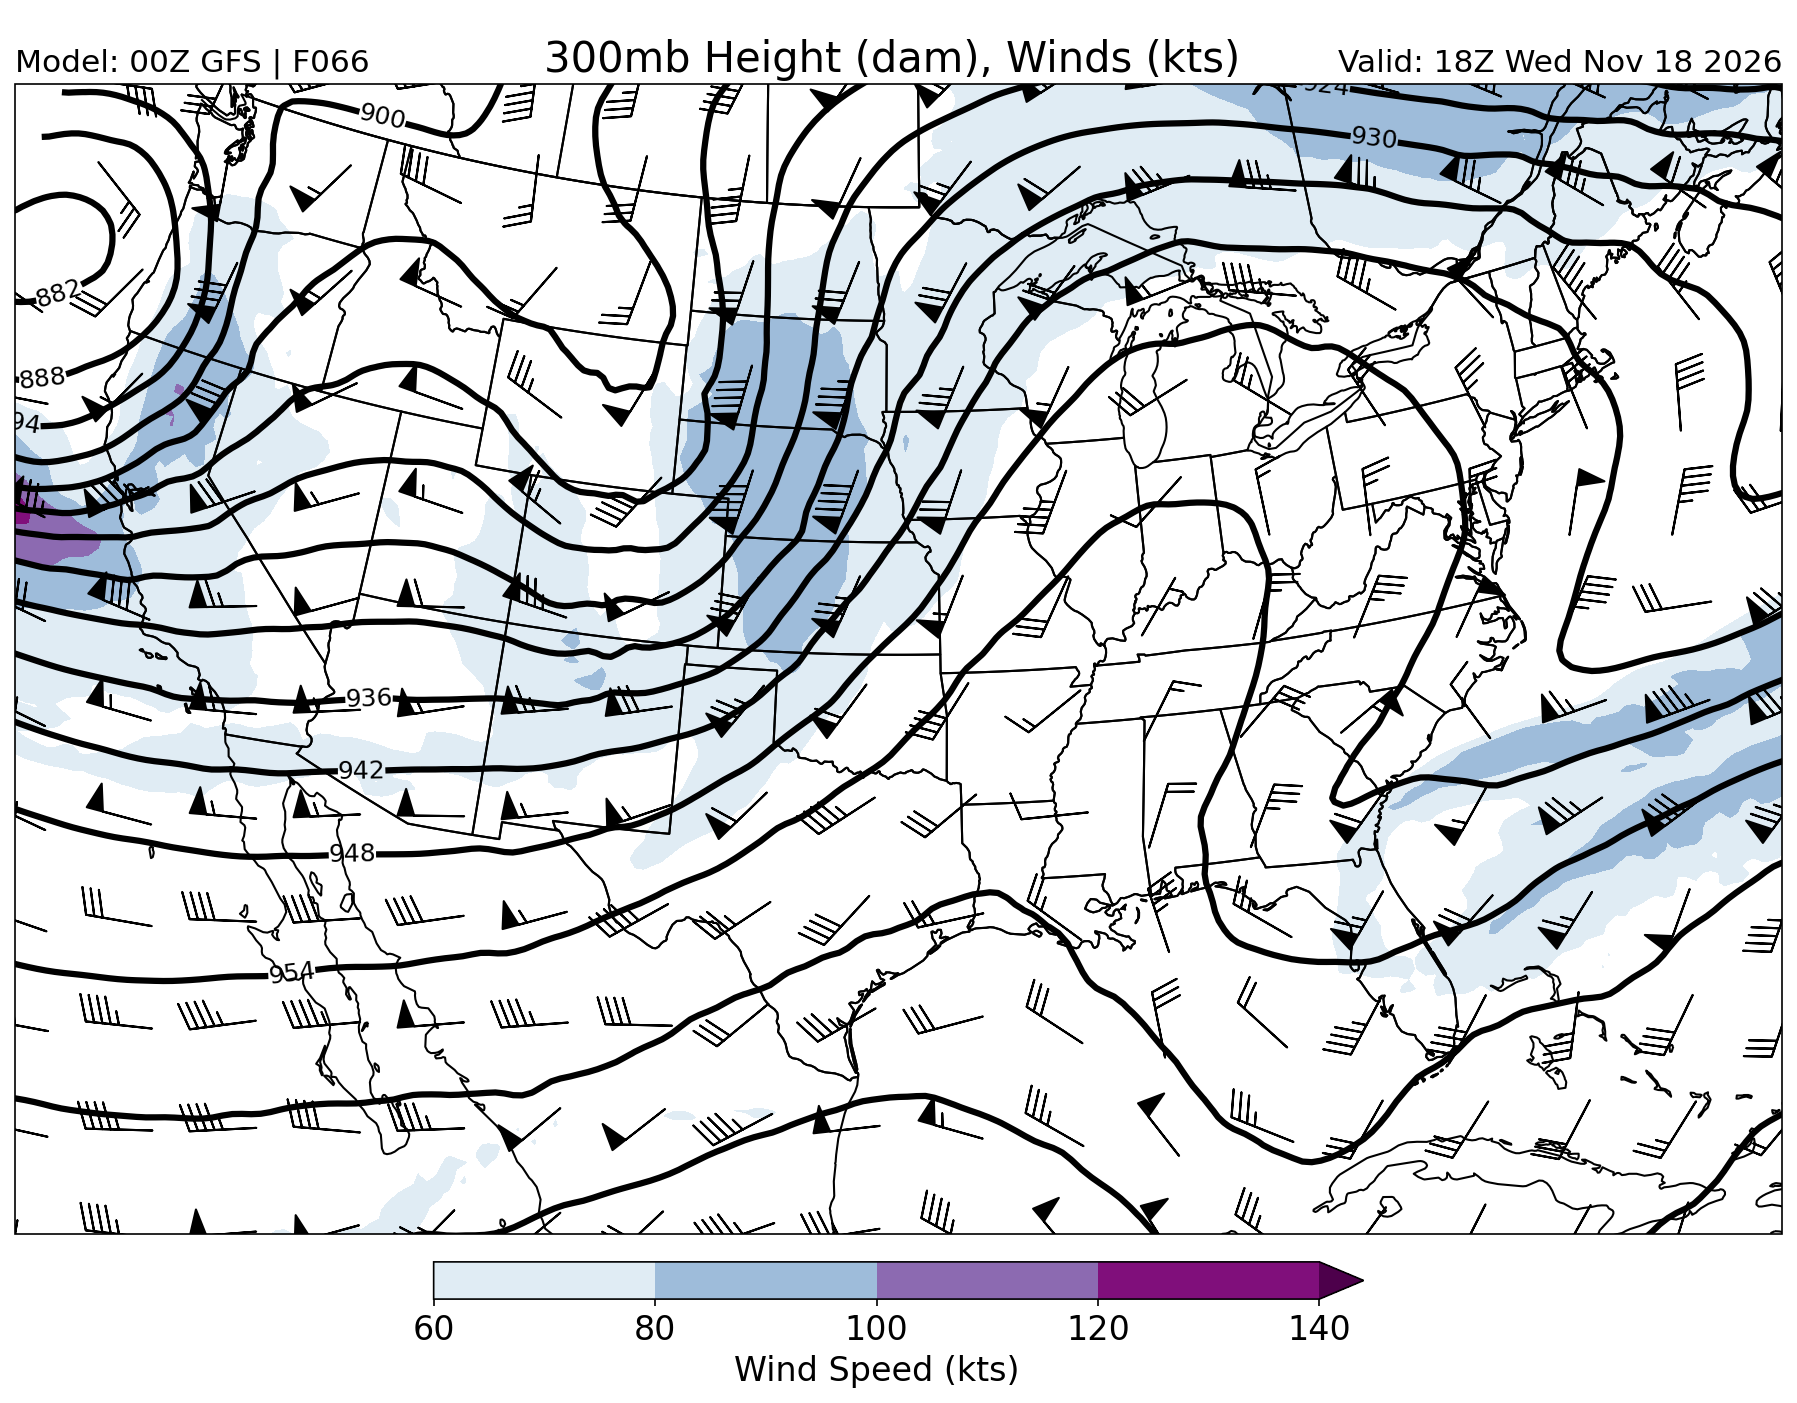 Model: 00Z GFS | F066
300mb Height (dam), Winds (kts)
Valid: 18Z Wed Nov 18 2026
924
900
930
882
888
94
936
942
948
954
60 80 100 120 140
Wind Speed (kts)